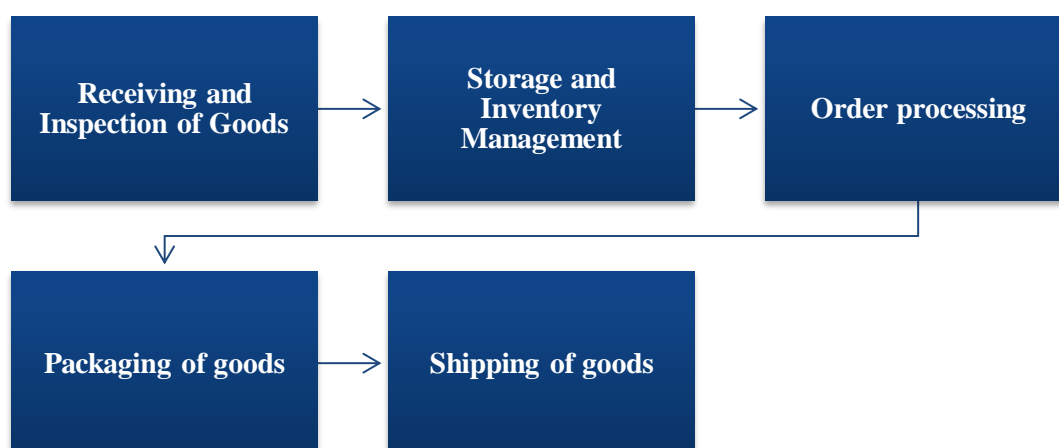 Receiving and
Inspection of Goods
Storage and
Inventory
Management
Order processing
Packaging of goods
Shipping of goods